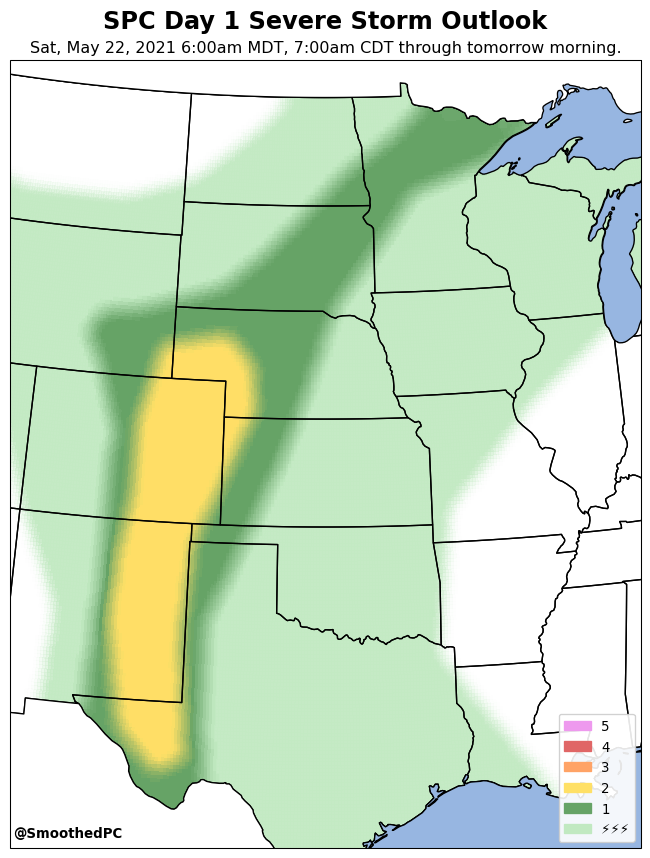 SPC Day 1 Severe Storm Outlook
Sat, May 22, 2021 6:00am MDT, 7:00am CDT through tomorrow morning.
5
4
3
2
1
⚡⚡⚡
@SmoothedPC